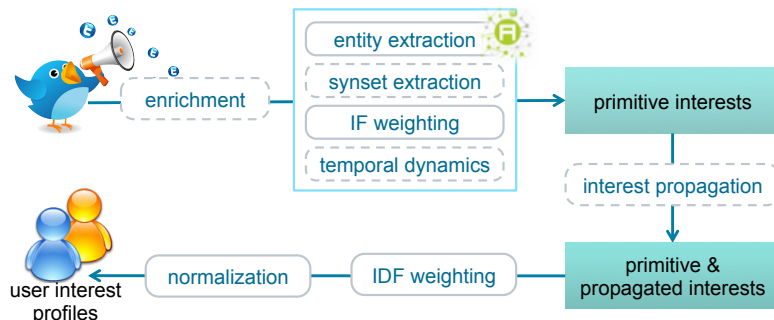 entity extraction
enrichment
synset extraction
IF weighting
temporal dynamics
primitive interests
interest propagation
primitive &
propagated interests
IDF weighting
normalization
user interest
profiles